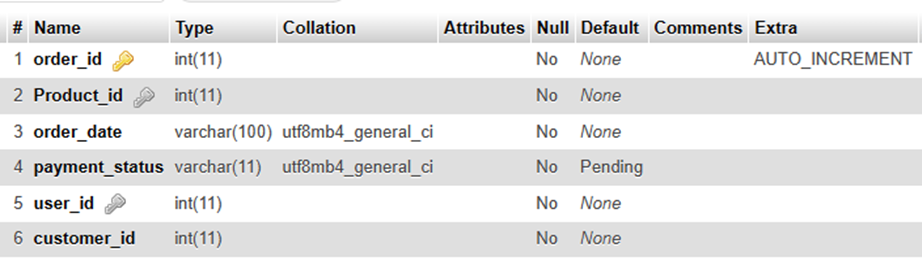 # Name Type Collation Attributes Null Default Comments Extra
1 order_id int(11) No None AUTO_INCREMENT
2 Product_id int(11) No None
3 order_date varchar(100) utf8mb4_general_ci No None
4 payment_status varchar(11) utf8mb4_general_ci No Pending
5 user_id int(11) No None
6 customer_id int(11) No None